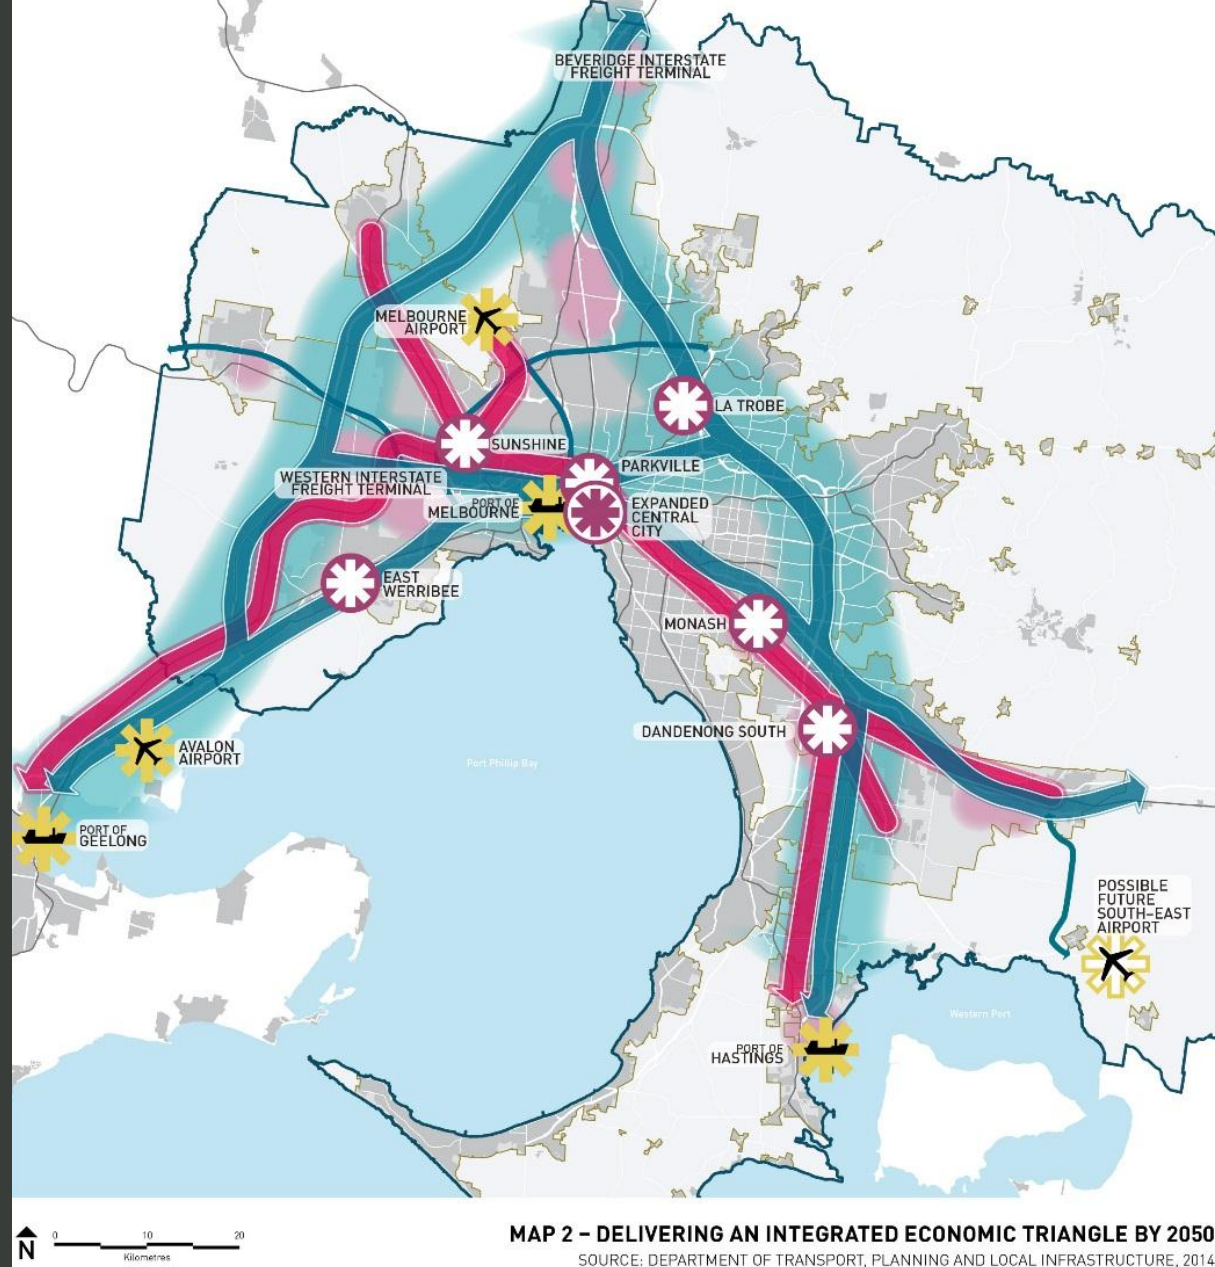 BEVERIDGE INTERSTATE
FREIGHT TERMINAL
MELBOURNE
AIRPORT
LA TROBE
SUNSHINE
PARKVILLE
WESTERN INTERSTATE
FREIGHT TERMINAL
PORT OF
MELBOURNE
EXPANDED
CENTRAL
CITY
EAST
WERRIBEE
MONASH
DANDENONG SOUTH
AVALON
AIRPORT
Port Phillip Bay
PORT OF
GEELONG
POSSIBLE
FUTURE
SOUTH-EAST
AIRPORT
Western Port
PORT OF
HASTINGS
N
0 10 20
Kilometres
MAP 2 – DELIVERING AN INTEGRATED ECONOMIC TRIANGLE BY 2050
SOURCE: DEPARTMENT OF TRANSPORT, PLANNING AND LOCAL INFRASTRUCTURE, 2014